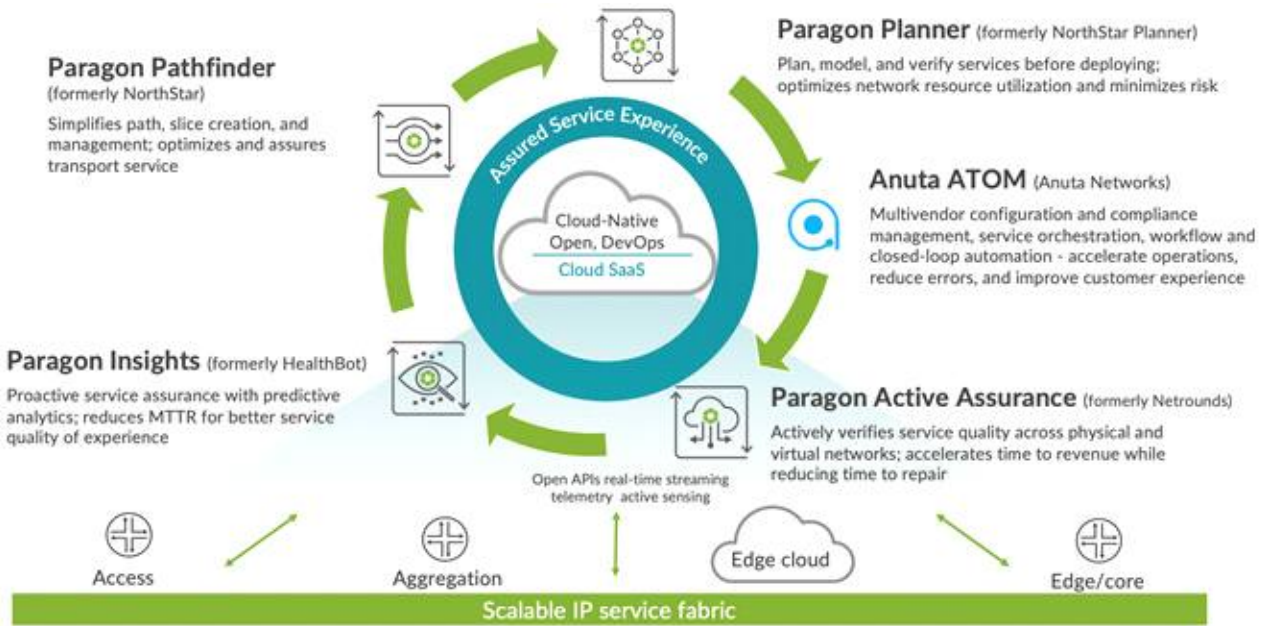 Paragon Planner (formerly NorthStar Planner)
Plan, model, and verify services before deploying;
optimizes network resource utilization and minimizes risk
Paragon Pathfinder
(formerly NorthStar)
Simplifies path, slice creation, and
management; optimizes and assures
transport service
Assured Service Experience
Cloud-Native
Open, DevOps
Cloud SaaS
Anuta ATOM (Anuta Networks)
Multivendor configuration and compliance
management, service orchestration, workflow and
closed-loop automation - accelerate operations,
reduce errors, and improve customer experience
Paragon Insights (formerly HealthBot)
Proactive service assurance with predictive
analytics; reduces MTTR for better service
quality of experience
Paragon Active Assurance (formerly Netrounds)
Actively verifies service quality across physical and
virtual networks; accelerates time to revenue while
reducing time to repair
Open APIs real-time streaming
telemetry active sensing
Access
Aggregation
Edge cloud
Edge/core
Scalable IP service fabric